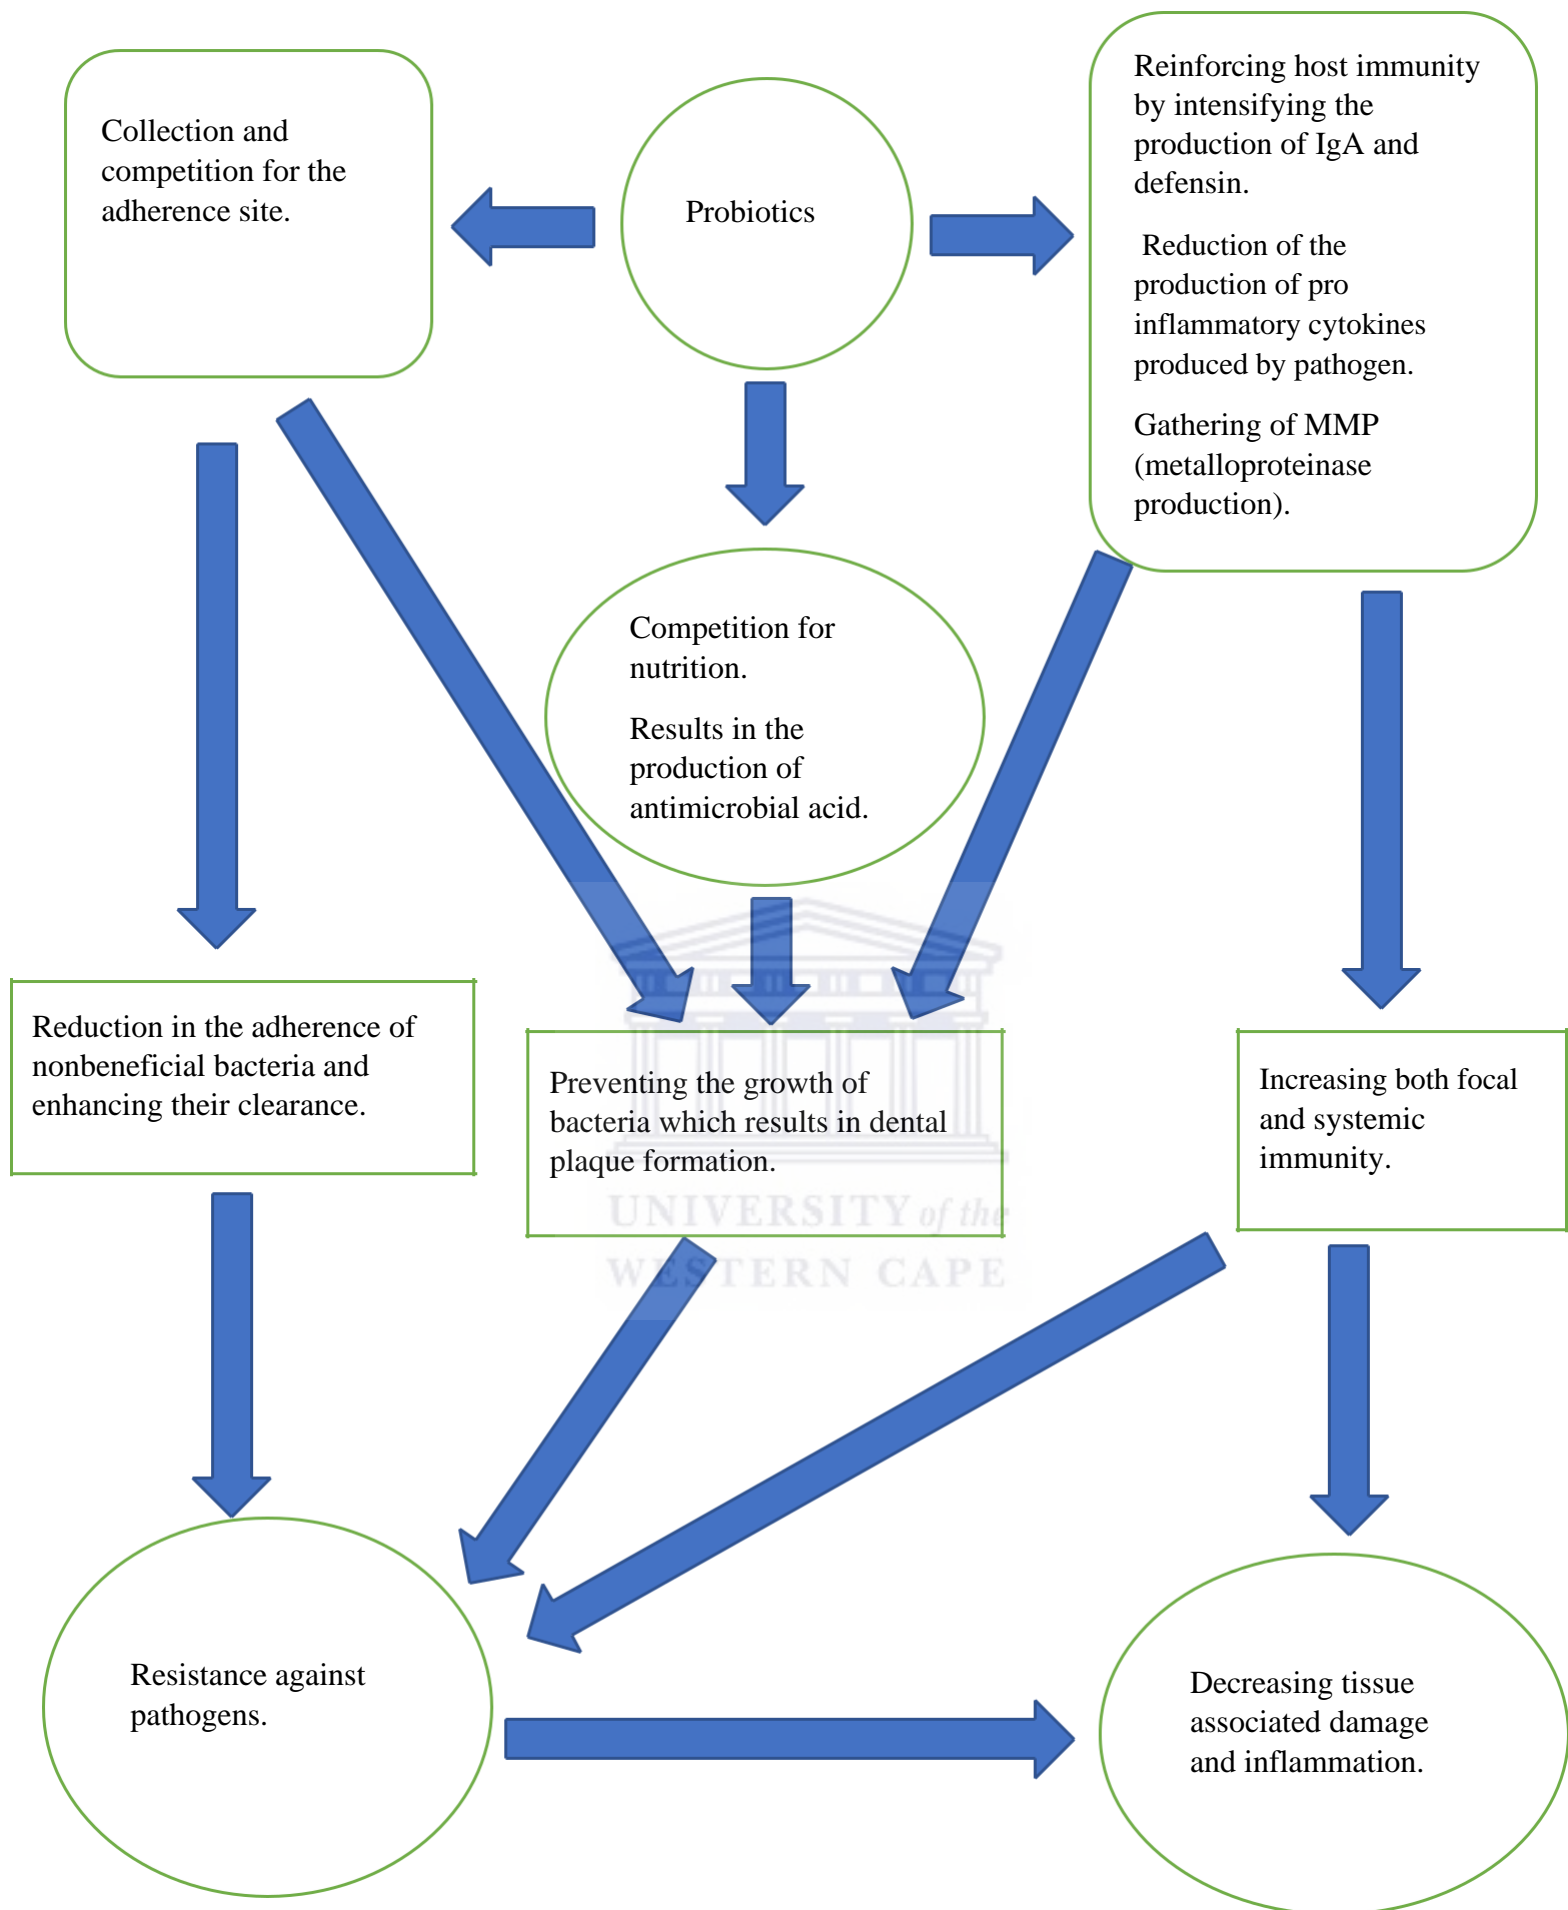 Collection and
competition for the
adherence site.
Probiotics
Reinforcing host immunity
by intensifying the
production of IgA and
defensin.
Reduction of the
production of pro
inflammatory cytokines
produced by pathogen.
Gathering of MMP
(metalloproteinase
production).
Competition for
nutrition.
Results in the
production of
antimicrobial acid.
Reduction in the adherence of
nonbeneficial bacteria and
enhancing their clearance.
Preventing the growth of
bacteria which results in dental
plaque formation.
Increasing both focal
and systemic
immunity.
UNIVERSITY of the
WESTERN CAPE
Resistance against
pathogens.
Decreasing tissue
associated damage
and inflammation.